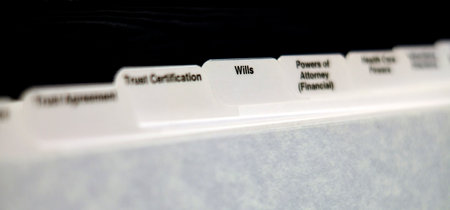 Trust Agreement
Trust Certification
Wills
Powers of
Attorney
(Financial)
Health Care
Powers